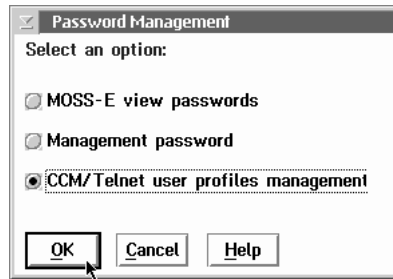 Password Management
Select an option:
MOSS-E view passwords
Management password
CCM/Telnet user profiles management
OK Cancel Help